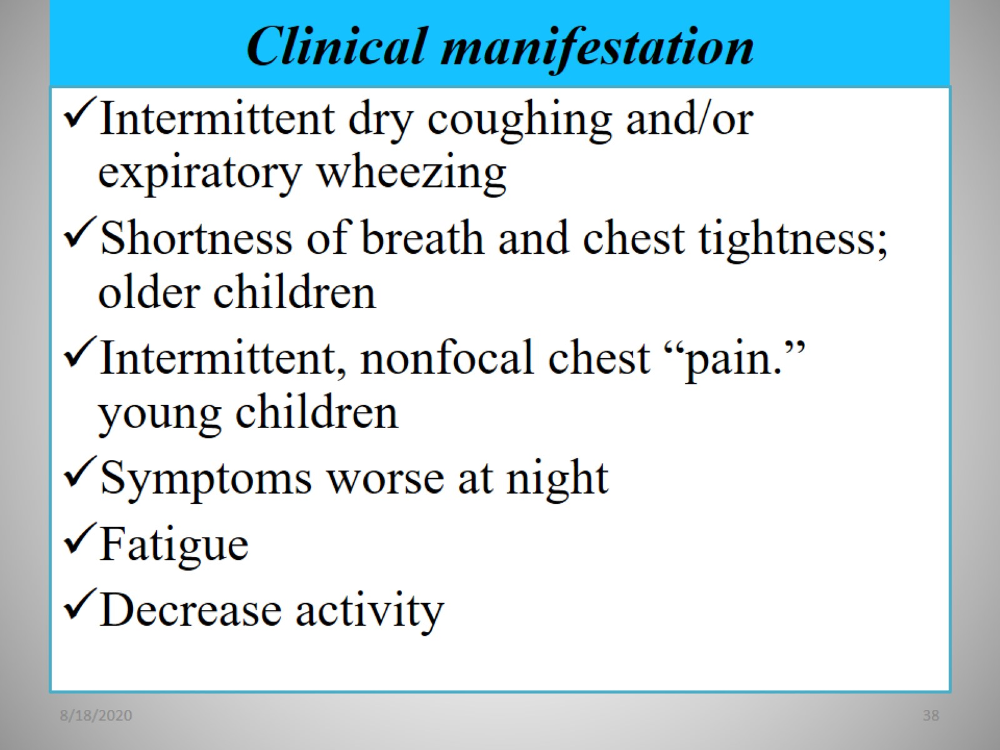 Clinical manifestation
✓Intermittent dry coughing and/or
expiratory wheezing
✓Shortness of breath and chest tightness;
older children
✓Intermittent, nonfocal chest “pain.”
young children
✓Symptoms worse at night
✓Fatigue
✓Decrease activity
8/18/2020
38